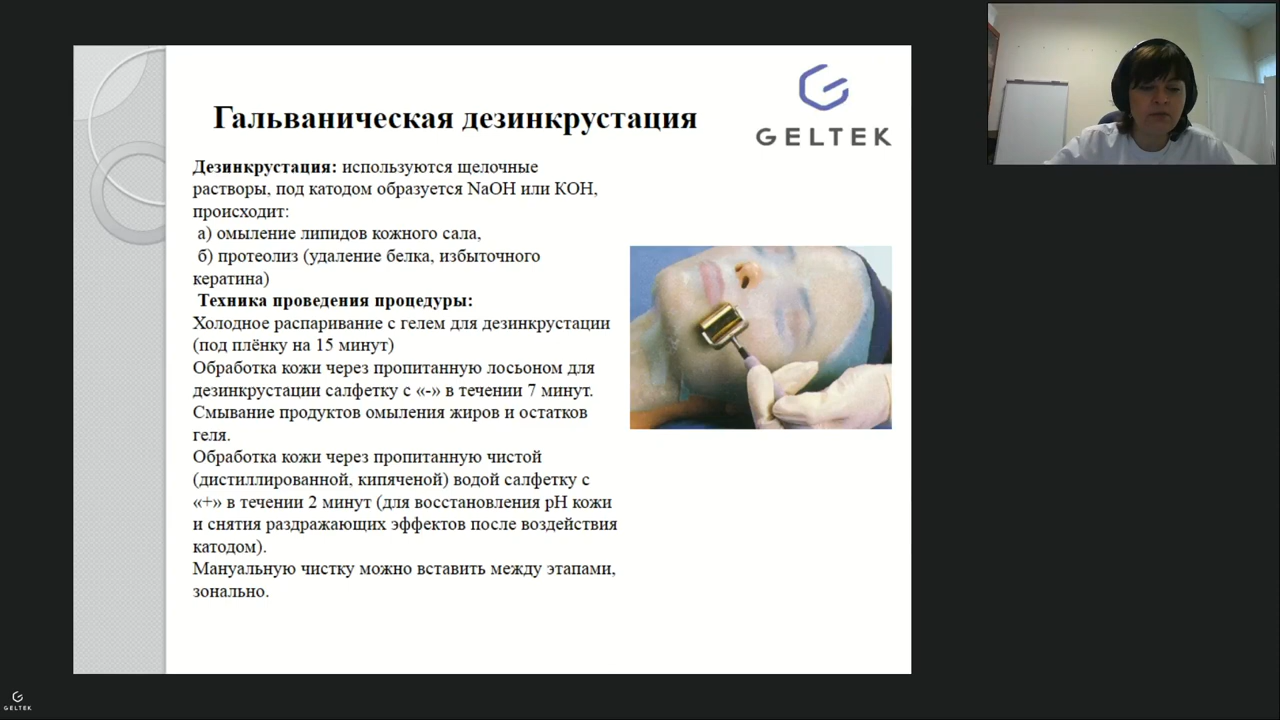 Гальваническая дезинкрустация
GELTEK
Дезинкрустация: используются щелочные
растворы, под катодом образуется NaOH или KOH,
происходит:
а) омыление липидов кожного сала,
б) протеолиз (удаление белка, избыточного
кератина)
Техника проведения процедуры:
Холодное распаривание с гелем для дезинкрустации
(под плёнку на 15 минут)
Обработка кожи через пропитанную лосьоном для
дезинкрустации салфетку с «-» в течении 7 минут.
Смывание продуктов омыления жиров и остатков
геля.
Обработка кожи через пропитанную чистой
(дистиллированной, кипяченой) водой салфетку с
«+» в течении 2 минут (для восстановления pH кожи
и снятия раздражающих эффектов после воздействия
катодом).
Мануальную чистку можно вставить между этапами,
зонально.
GELTEK